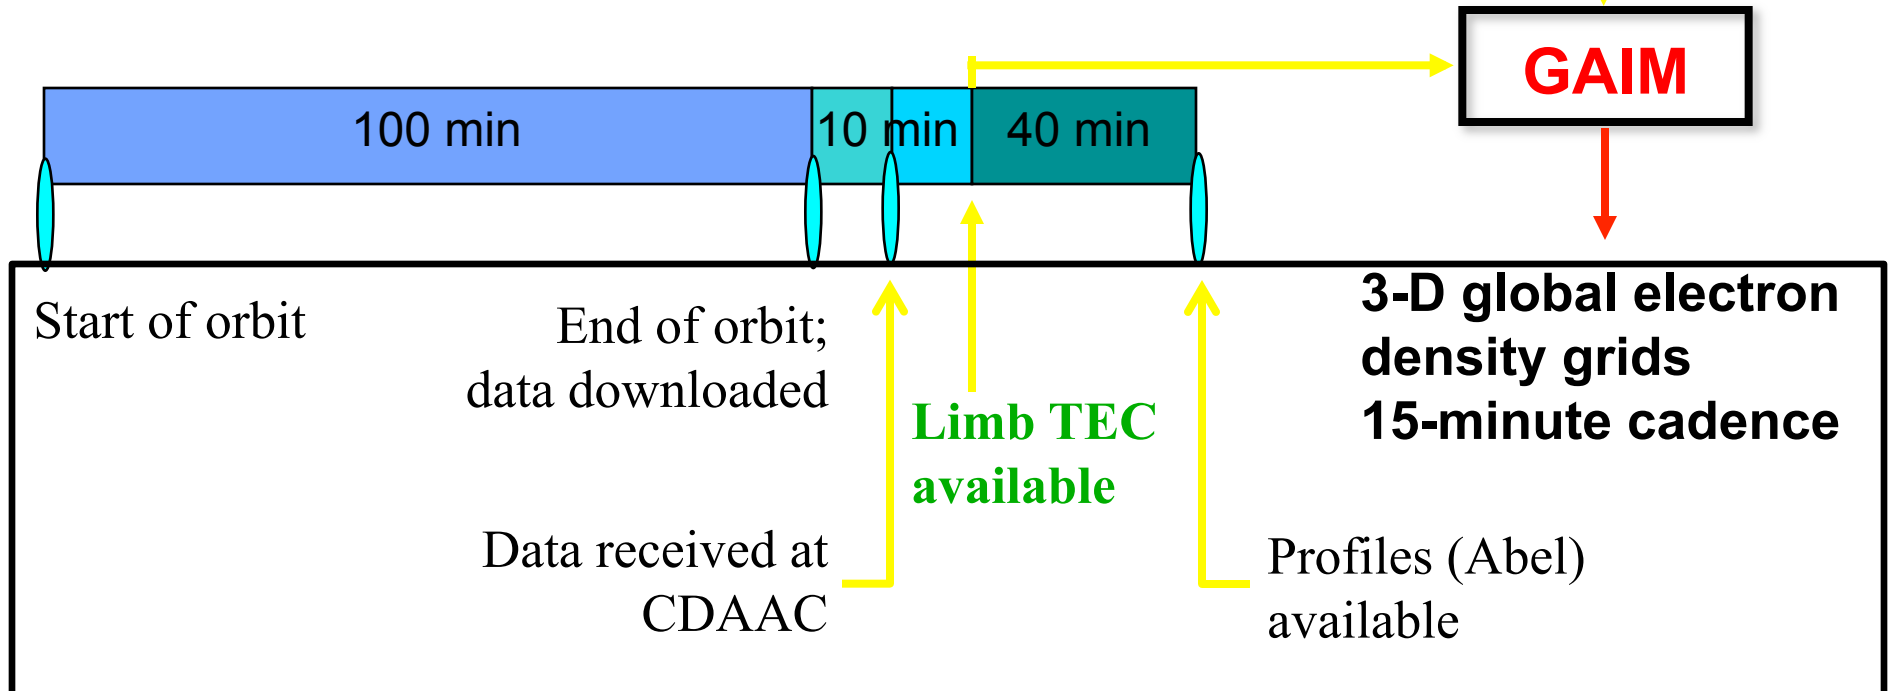 GAIM
100 min
10 min
40 min
Start of orbit
End of orbit;
data downloaded
Limb TEC
available
Data received at
CDAAC
Profiles (Abel)
available
3-D global electron
density grids
15-minute cadence